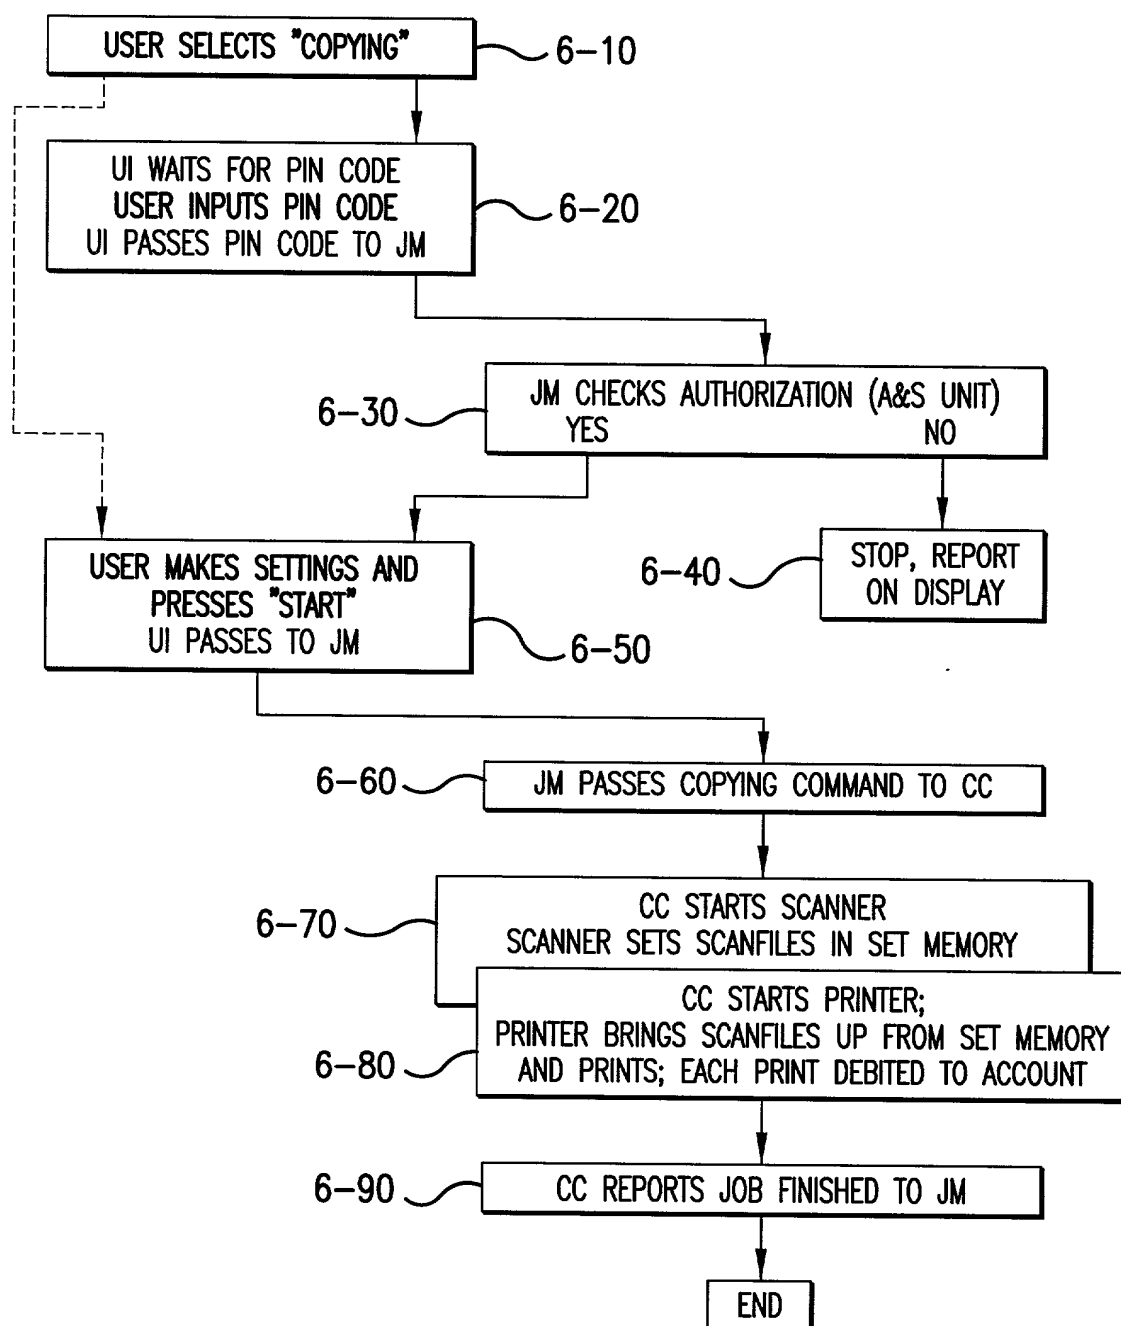 USER SELECTS "COPYING"
6-10
UI WAITS FOR PIN CODE
USER INPUTS PIN CODE
UI PASSES PIN CODE TO JM
6-20
JM CHECKS AUTHORIZATION (A&S UNIT)
YES NO
6-30
STOP, REPORT
ON DISPLAY
6-40
USER MAKES SETTINGS AND
PRESSES "START"
UI PASSES TO JM
6-50
JM PASSES COPYING COMMAND TO CC
6-60
CC STARTS SCANNER
SCANNER SETS SCANFILES IN SET MEMORY
6-70
CC STARTS PRINTER;
PRINTER BRINGS SCANFILES UP FROM SET MEMORY
AND PRINTS; EACH PRINT DEBITED TO ACCOUNT
6-80
CC REPORTS JOB FINISHED TO JM
6-90
END